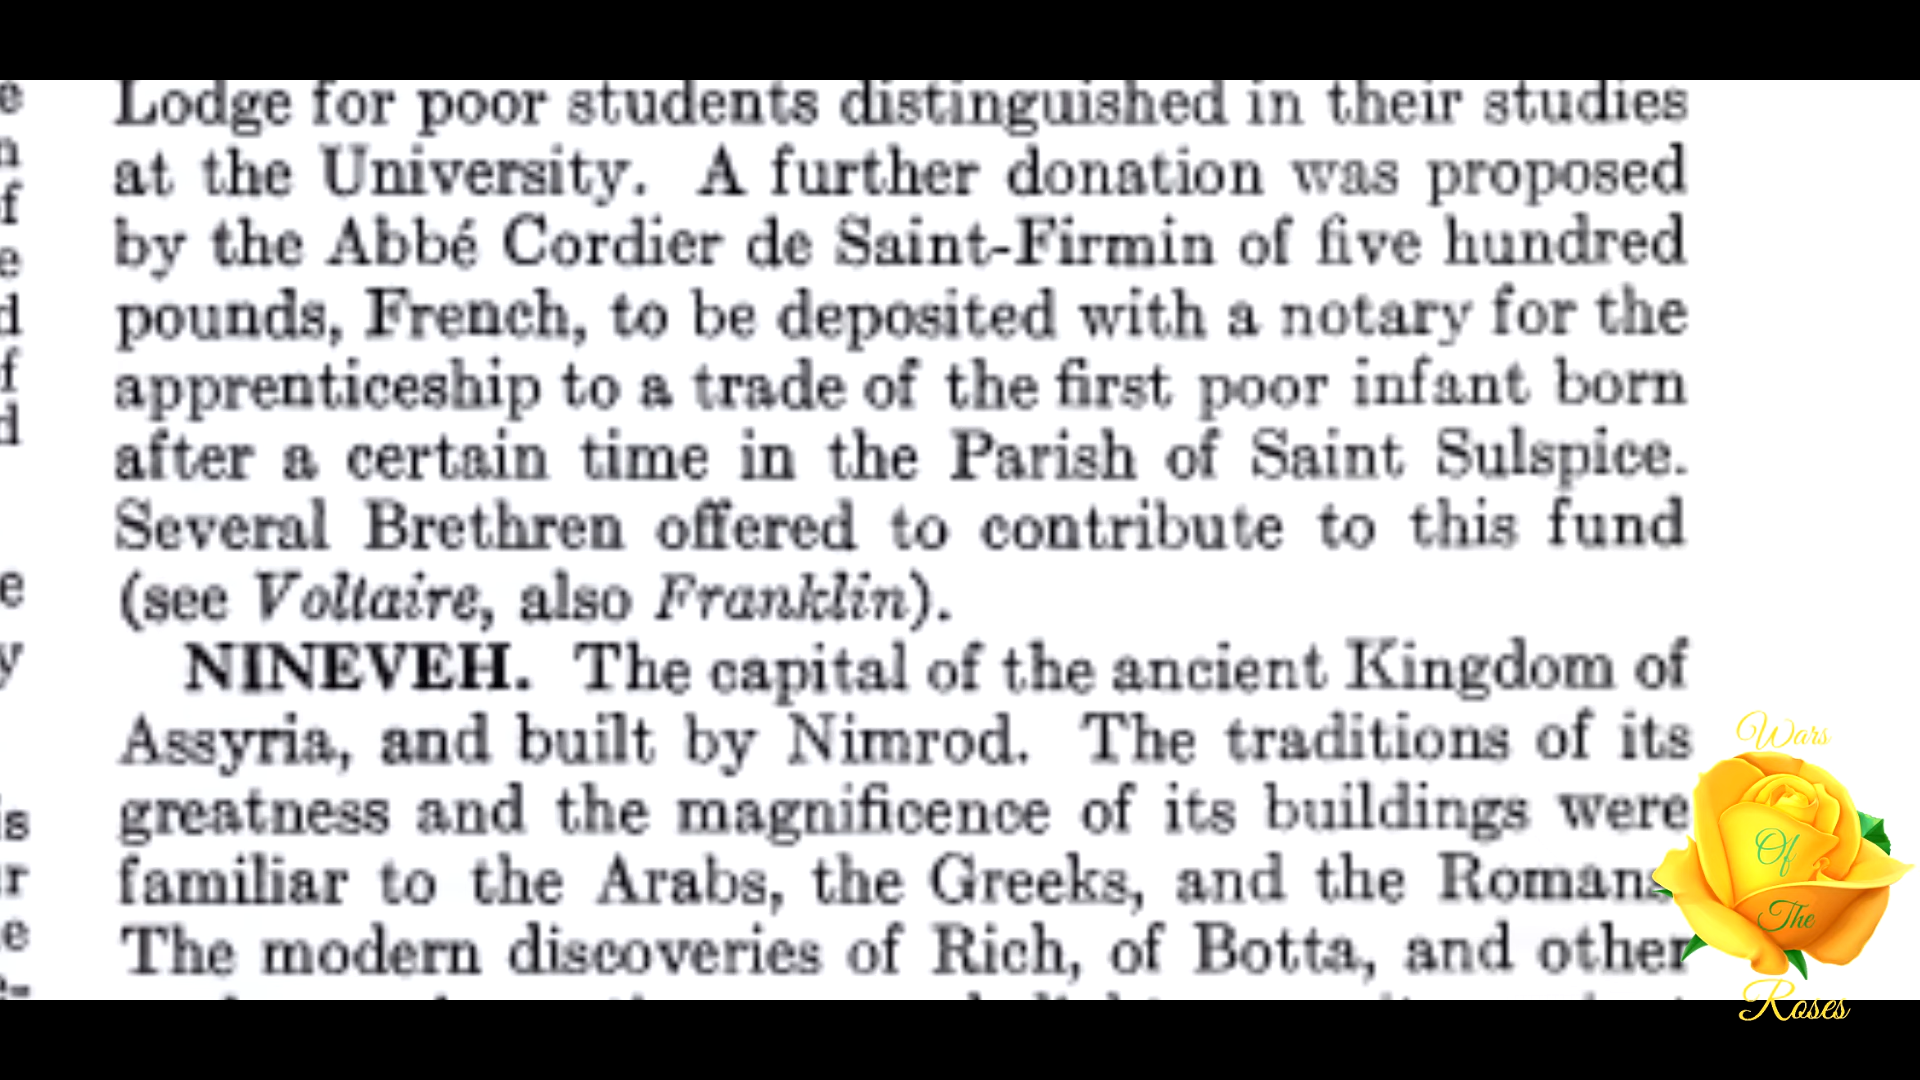 Lodge for poor students distinguished in their studies
at the University. A further donation was proposed
by the Abbé Cordier de Saint-Firmin of five hundred
pounds, French, to be deposited with a notary for the
apprenticeship to a trade of the first poor infant born
after a certain time in the Parish of Saint Sulspice.
Several Brethren offered to contribute to this fund
(see Voltaire, also Franklin).
NINEVEH. The capital of the ancient Kingdom of
Assyria, and built by Nimrod. The traditions of its
greatness and the magnificence of its buildings were
familiar to the Arabs, the Greeks, and the Romans.
The modern discoveries of Rich, of Botta, and other
Wars
Of
The
Roses